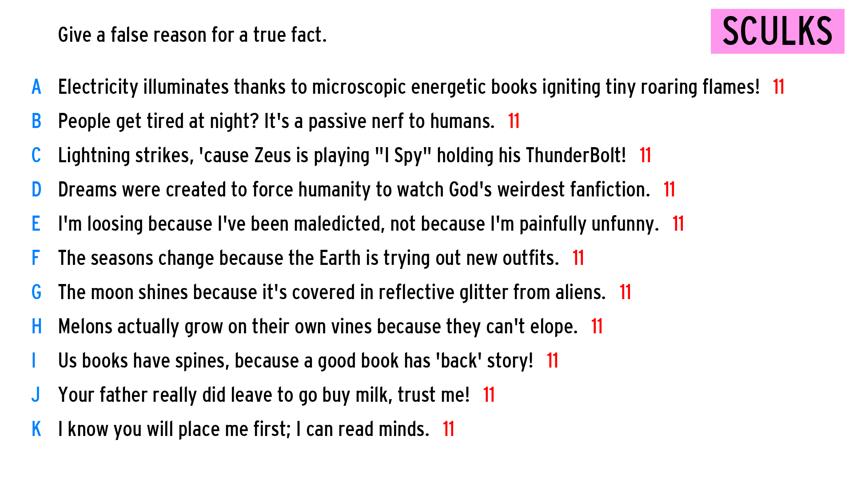 Give a false reason for a true fact.
SCULKS
A Electricity illuminates thanks to microscopic energetic books igniting tiny roaring flames! 11
B People get tired at night? It's a passive nerf to humans. 11
C Lightning strikes, 'cause Zeus is playing "I Spy" holding his ThunderBolt! 11
D Dreams were created to force humanity to watch God's weirdest fanfiction. 11
E I'm loosing because I've been maledicted, not because I'm painfully unfunny. 11
F The seasons change because the Earth is trying out new outfits. 11
G The moon shines because it's covered in reflective glitter from aliens. 11
H Melons actually grow on their own vines because they can't elope. 11
I Us books have spines, because a good book has 'back' story! 11
J Your father really did leave to go buy milk, trust me! 11
K I know you will place me first; I can read minds. 11